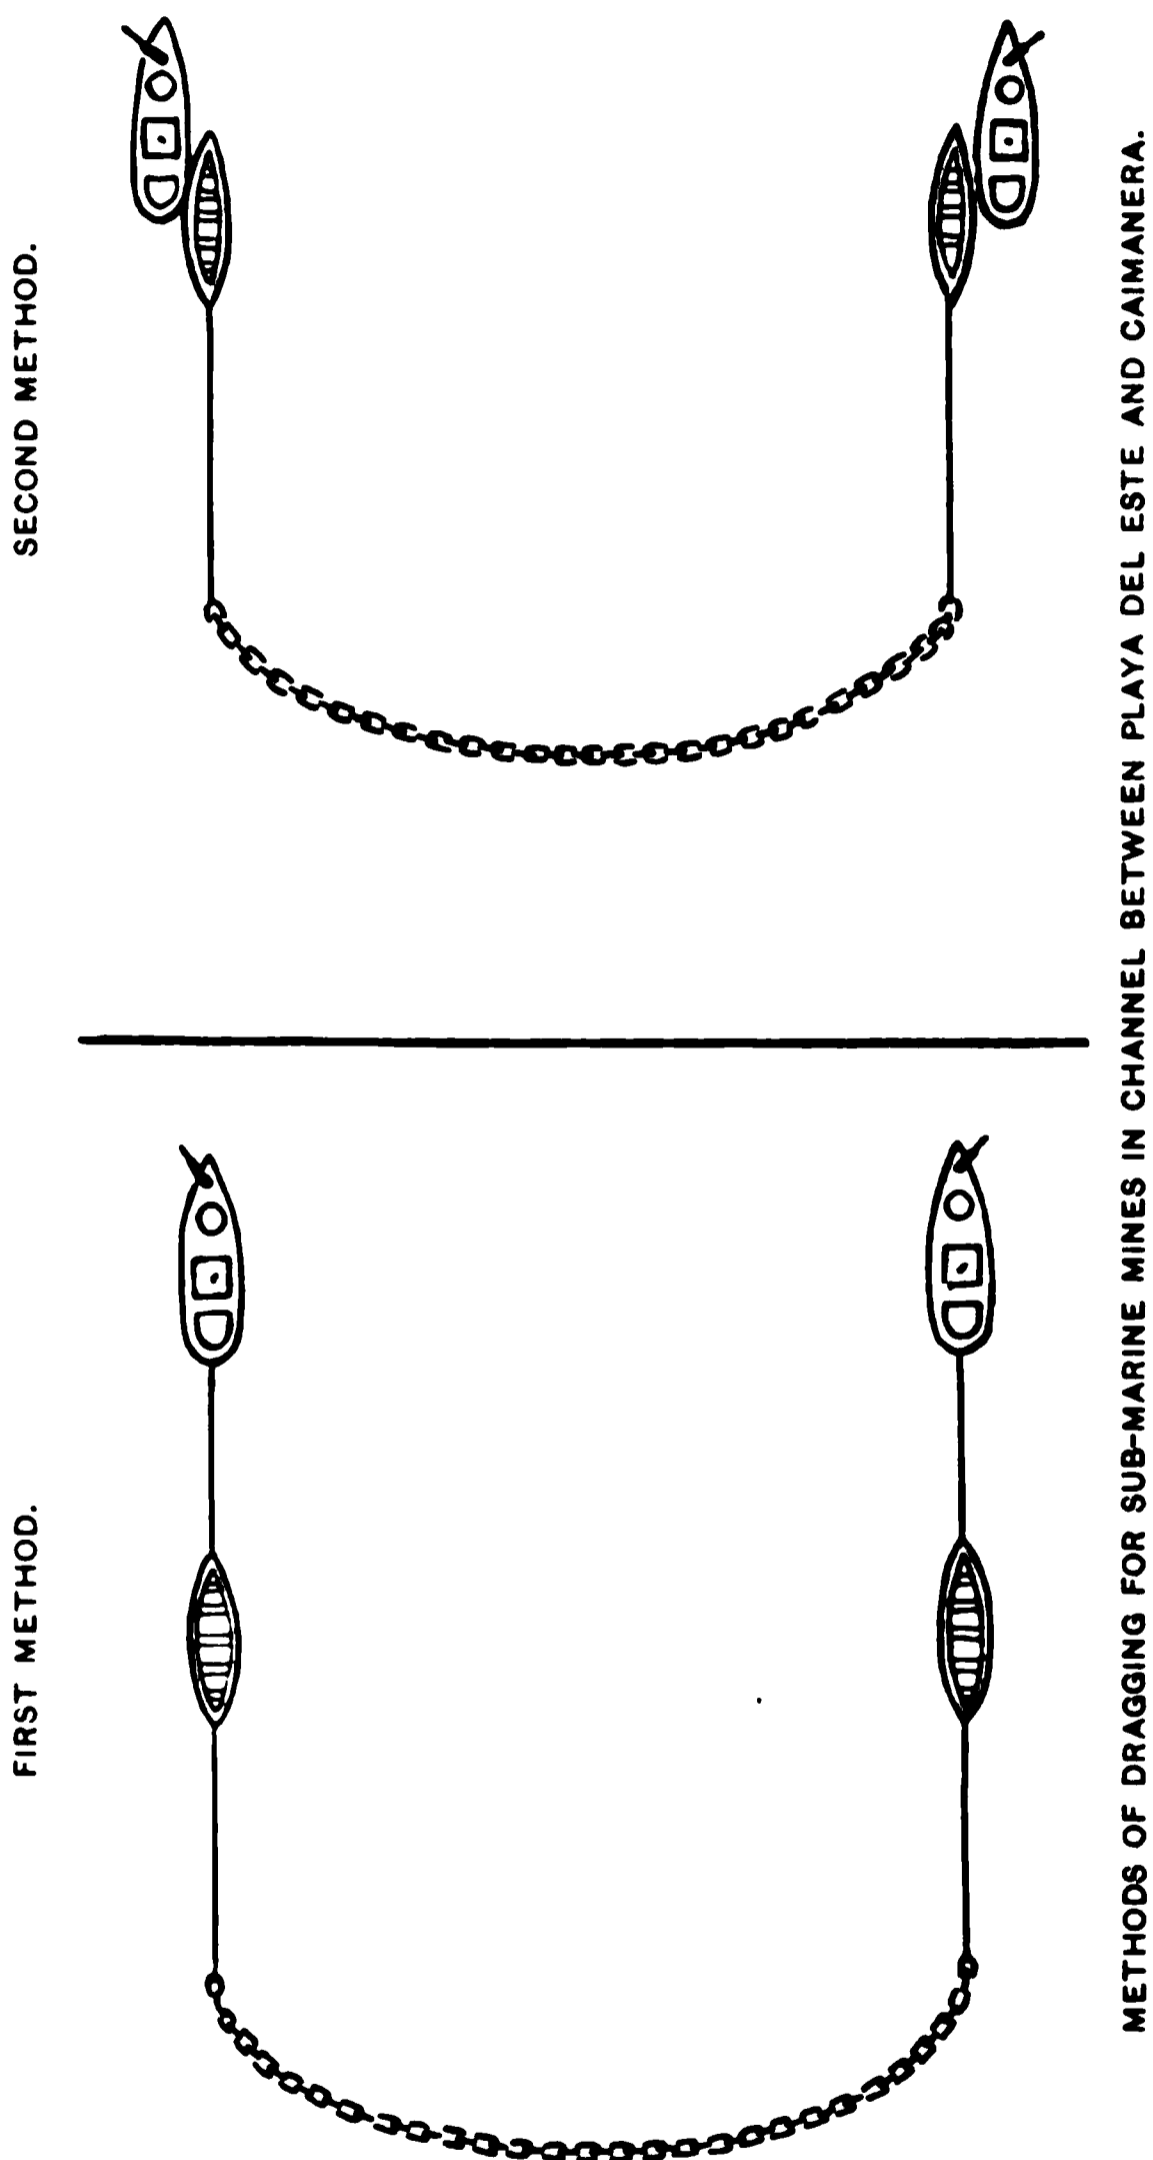 FIRST METHOD.
SECOND METHOD.
METHODS OF DRAGGING FOR SUB-MARINE MINES IN CHANNEL BETWEEN PLAYA DEL ESTE AND CAIMANERA.